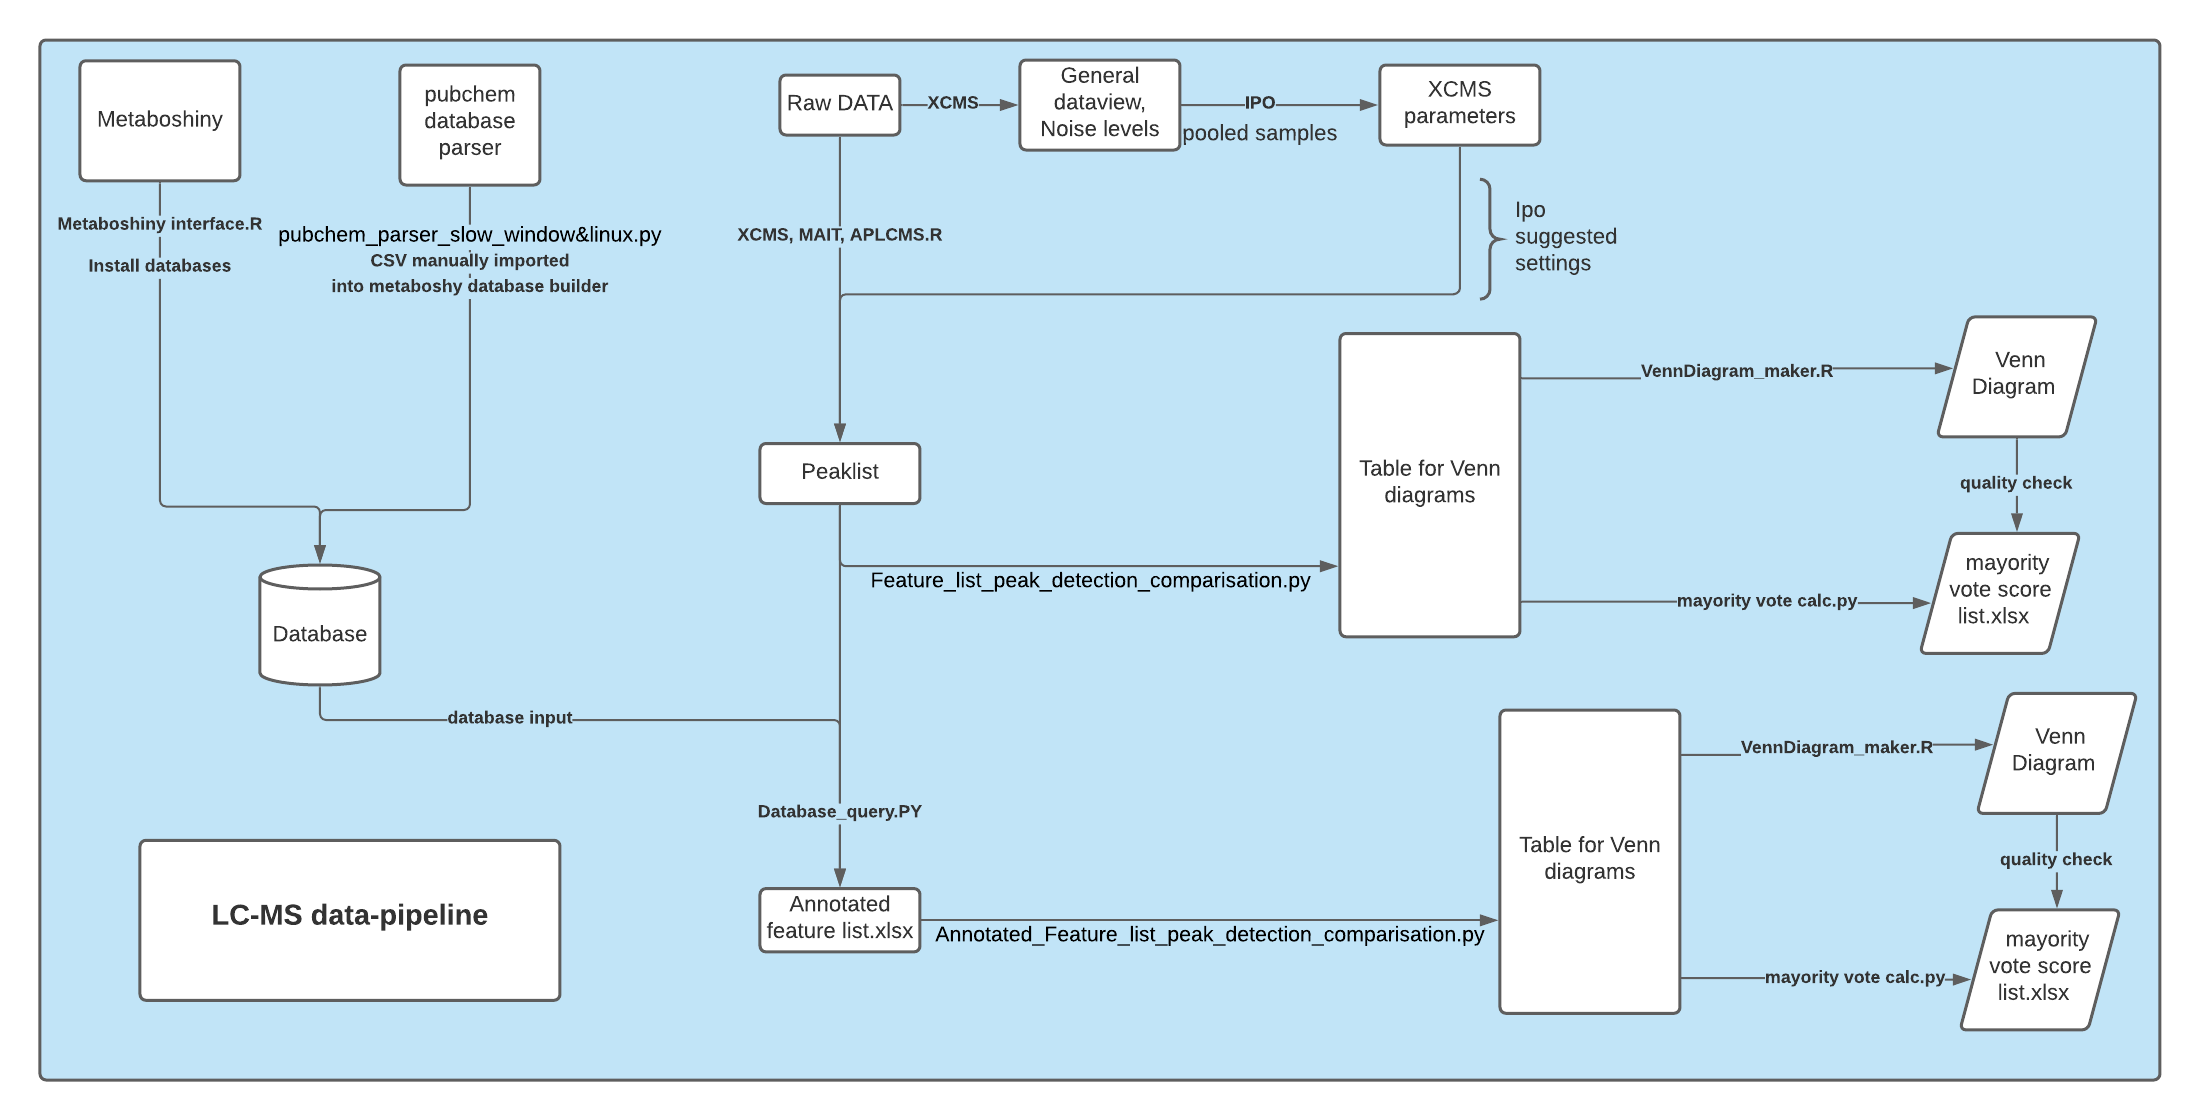 Metaboshiny
pubchem
database
parser
Raw DATA
XCMS
General
dataview,
Noise levels
IPO
pooled samples
XCMS
parameters
Metaboshiny interface.R
Install databases
pubchem_parser_slow_window&linux.py
CSV manually imported
into metaboshy database builder
XCMS, MAIT, APLCMS.R
Ipo
suggested
settings
Peaklist
Table for Venn
diagrams
VennDiagram_maker.R
Venn
Diagram
quality check
Feature_list_peak_detection_comparisation.py
mayority vote calc.py
mayority
vote score
list.xlsx
Database
database input
Database_query.PY
Annotated
feature list.xlsx
Annotated_Feature_list_peak_detection_comparisation.py
Table for Venn
diagrams
VennDiagram_maker.R
Venn
Diagram
quality check
mayority vote calc.py
mayority
vote score
list.xlsx
LC-MS data-pipeline